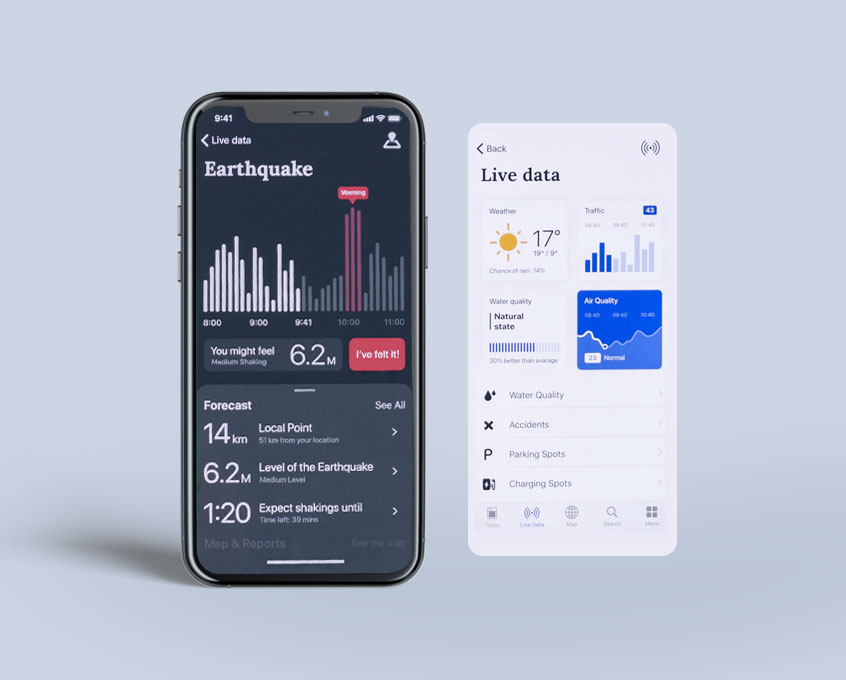 9:41
Live data
Earthquake
Warning
8:00 9:00 9:41 10:00 11:00
You might feel
Medium Shaking
6.2M
I've felt it!
Forecast See All
14km
Local Point
51 km from your location
6.2M
Level of the Earthquake
Medium Level
1:20
Expect shakings until
Time left: 39 mins
Map & Reports See the map
Back
Live data
Weather
17°
19° / 9°
Chance of rain: 14%
Traffic 43
08:40 09:40 10:40
Water quality
Natural
state
30% better than avarage
Air Quality
08:40 09:40 10:40
23 Normal
Water Quality
Accidents
P Parking Spots
Charging Spots
Today Live Data Map Search Menu